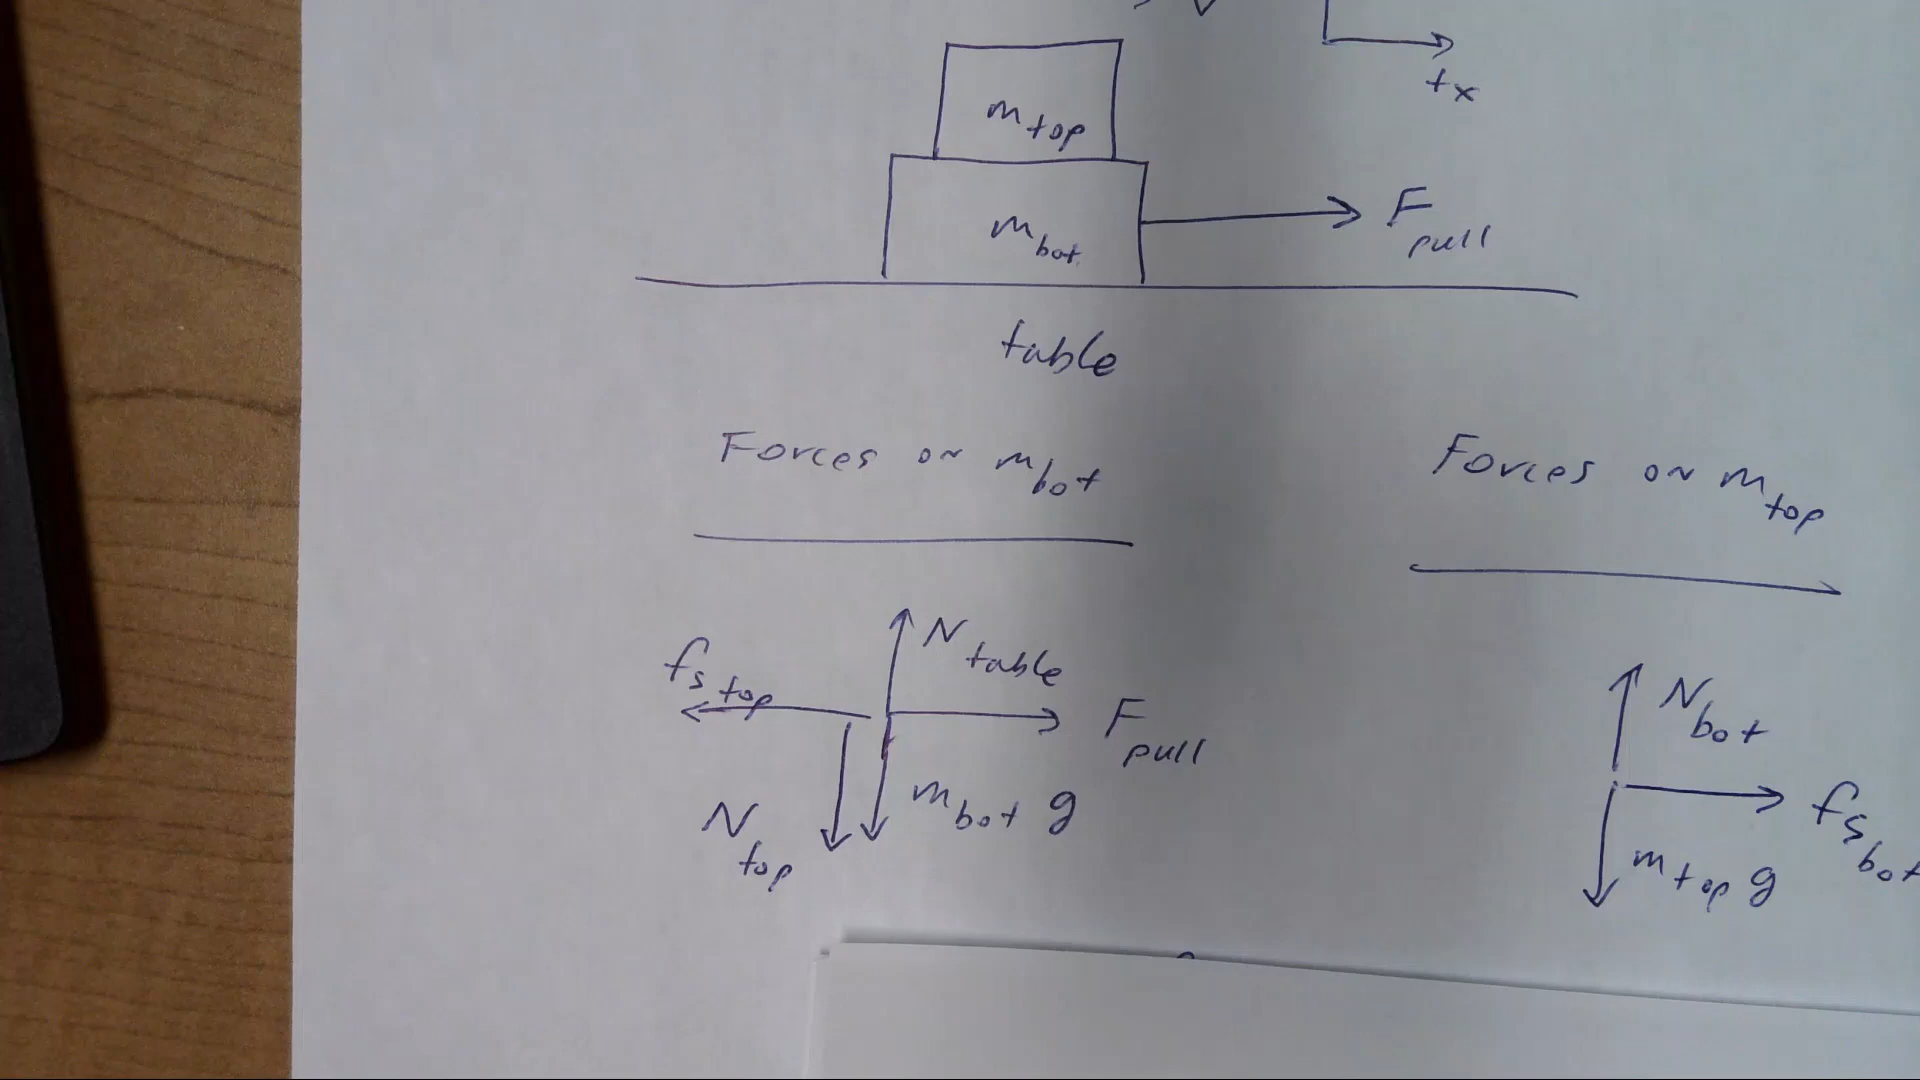 +x
m top
m bot
F pull
table
Forces on m bot
Forces on m top
f s top
N table
F pull
N top
m bot g
N bot
f s bot
m top g